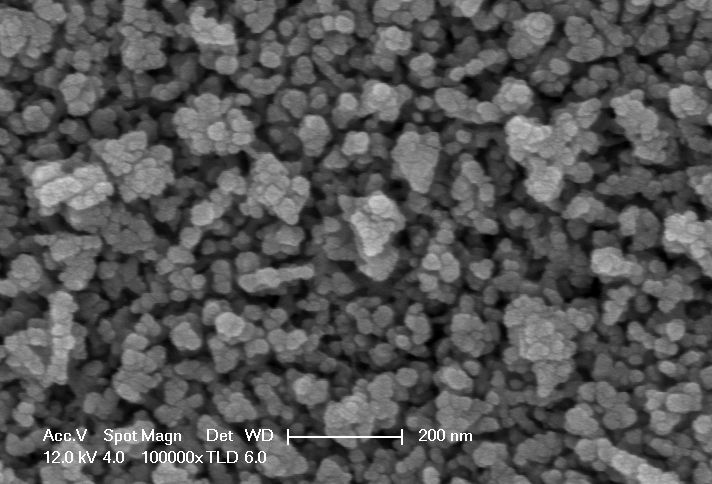 Acc.V Spot Magn Det WD 200 nm
12.0 kV 4.0 100000x TLD 6.0